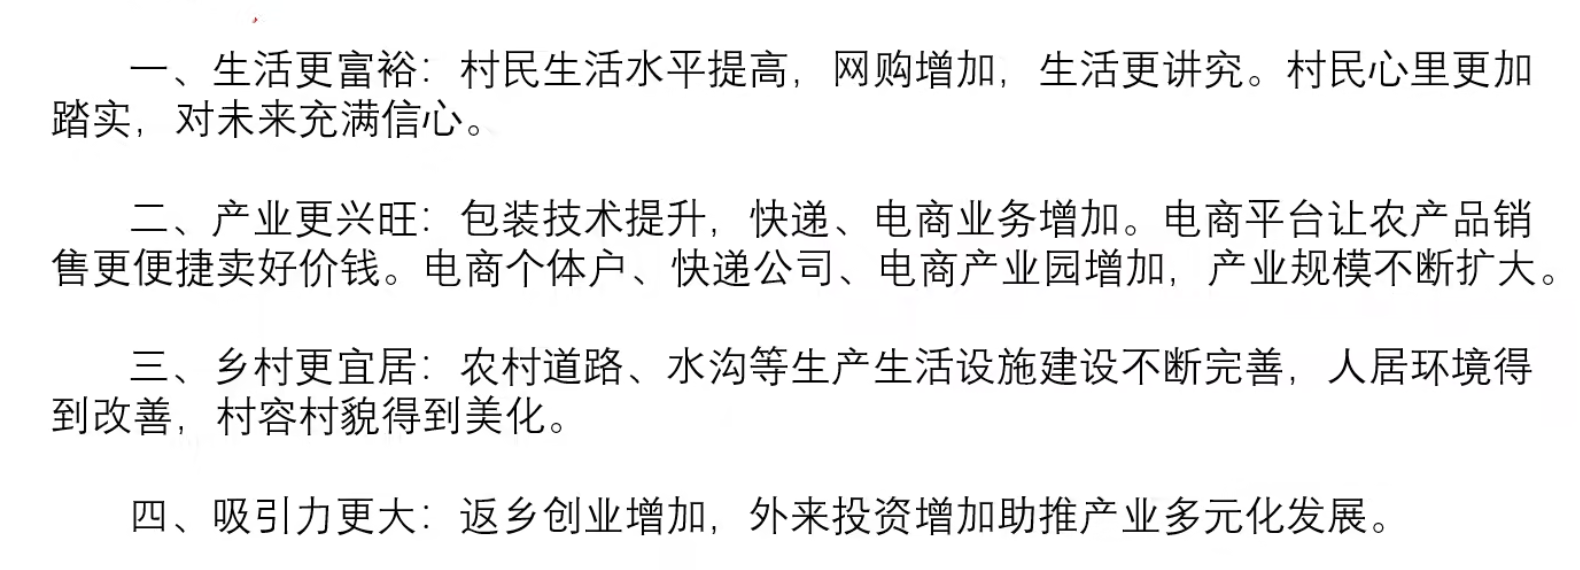 一、生活更富裕：村民生活水平提高，网购增加，生活更讲究。村民心里更加
踏实，对未来充满信心。
二、产业更兴旺：包装技术提升，快递、电商业务增加。电商平台让农产品销
售更便捷卖好价钱。电商个体户、快递公司、电商产业园增加，产业规模不断扩大。
三、乡村更宜居：农村道路、水沟等生产生活设施建设不断完善，人居环境得
到改善，村容村貌得到美化。
四、吸引力更大：返乡创业增加，外来投资增加助推产业多元化发展。